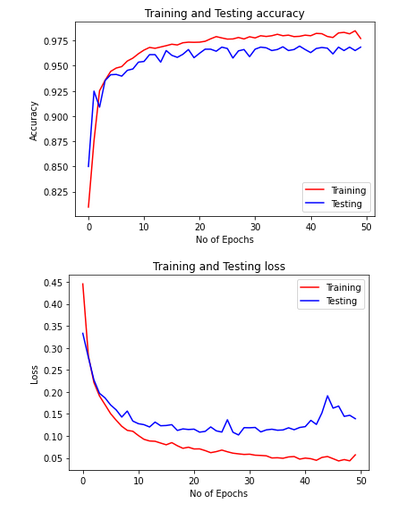 Training and Testing accuracy
0.975
0.950
0.925
0.900
0.875
0.850
0.825
Accuracy
Training
Testing
0 10 20 30 40 50
No of Epochs
Training and Testing loss
0.45
0.40
0.35
0.30
0.25
0.20
0.15
0.10
0.05
Loss
Training
Testing
0 10 20 30 40 50
No of Epochs